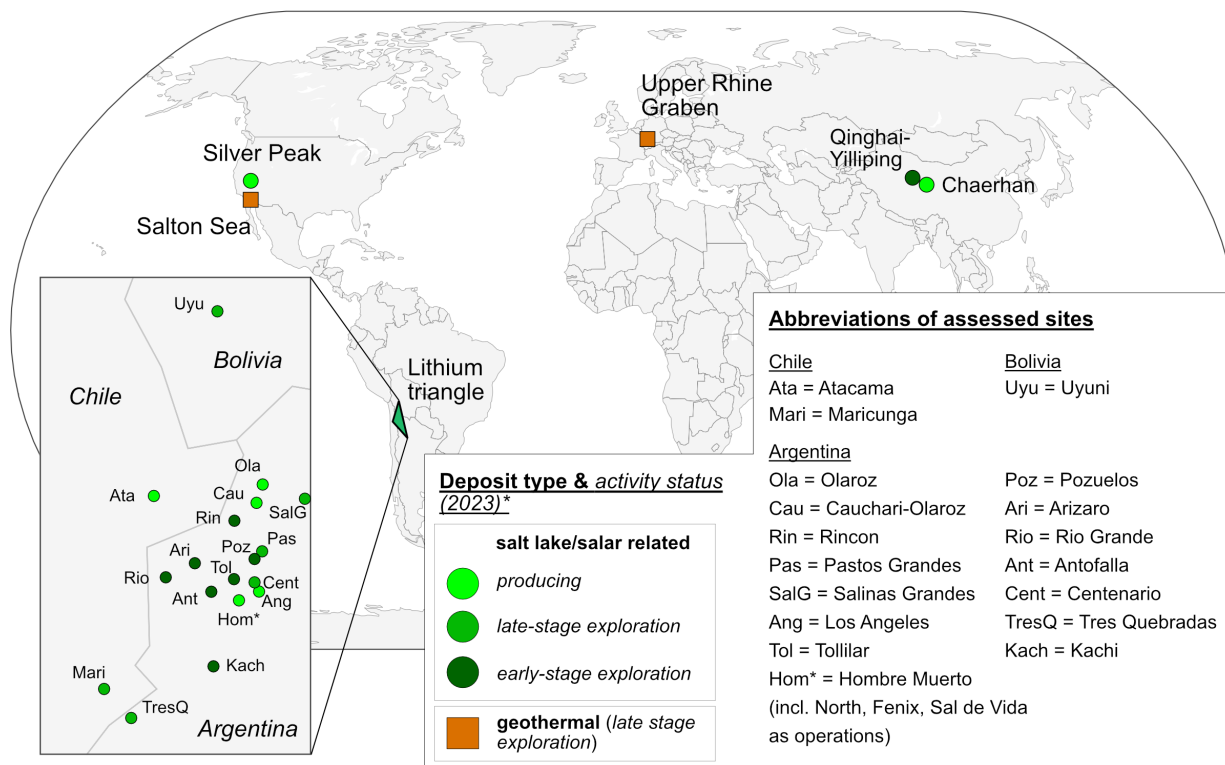 Upper Rhine
Graben
Silver Peak
Qinghai-
Yilliping
Chaerhan
Salton Sea
Lithium
triangle
Uyu
Bolivia
Chile
Ola
Ata
Cau
SalG
Rin
Pas
Poz
Ari
Tol
Rio
Cent
Ant
Ang
Hom*
Kach
Mari
TresQ
Argentina
Deposit type & activity status
(2023)*
salt lake/salar related
producing
late-stage exploration
early-stage exploration
geothermal (late stage
exploration)
Abbreviations of assessed sites
Chile
Ata = Atacama
Mari = Maricunga
Bolivia
Uyu = Uyuni
Argentina
Ola = Olaroz
Cau = Cauchari-Olaroz
Rin = Rincon
Pas = Pastos Grandes
SalG = Salinas Grandes
Ang = Los Angeles
Tol = Tollilar
Hom* = Hombre Muerto
(incl. North, Fenix, Sal de Vida
as operations)
Poz = Pozuelos
Ari = Arizaro
Rio = Rio Grande
Ant = Antofalla
Cent = Centenario
TresQ = Tres Quebradas
Kach = Kachi